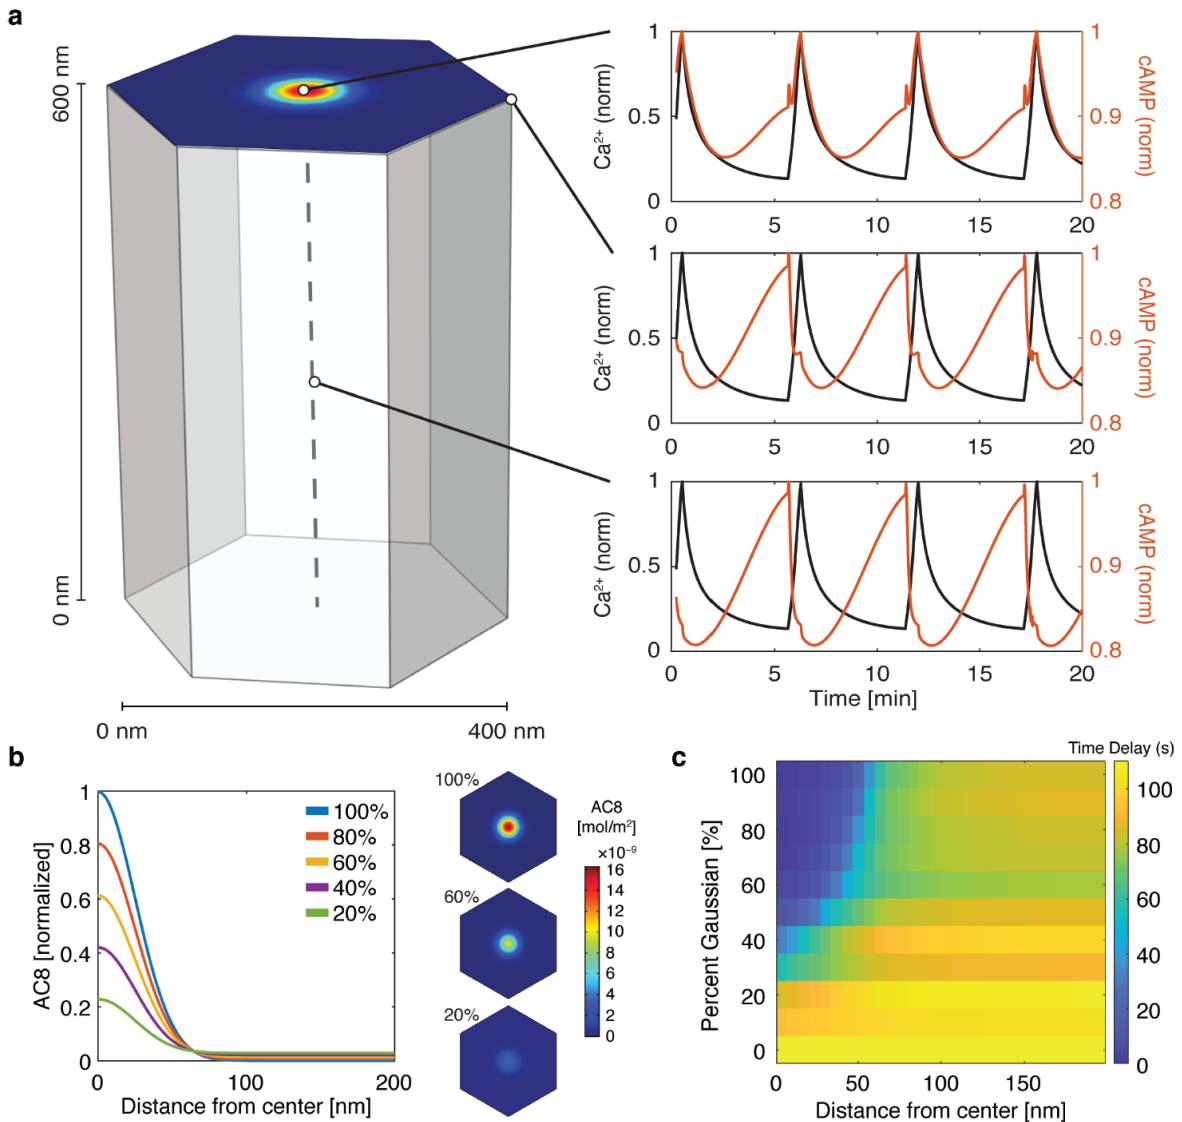 a
600 nm
0 nm
0 nm
400 nm
Ca²⁺ (norm)
1
0.5
0
cAMP (norm)
1
0.9
0.8
0 5 10 15 20
Ca²⁺ (norm)
1
0.5
0
cAMP (norm)
1
0.9
0.8
0 5 10 15 20
Ca²⁺ (norm)
1
0.5
0
cAMP (norm)
1
0.9
0.8
0 5 10 15 20
Time [min]
b
AC8 [normalized]
1
0.8
0.6
0.4
0.2
0
0 100 200
Distance from center [nm]
100%
80%
60%
40%
20%
100%
60%
20%
AC8
[mol/m²]
×10⁻⁹
16
14
12
10
8
6
4
2
0
c
Time Delay (s)
Percent Gaussian [%]
100
80
60
40
20
0
0 50 100 150
Distance from center [nm]
100
80
60
40
20
0